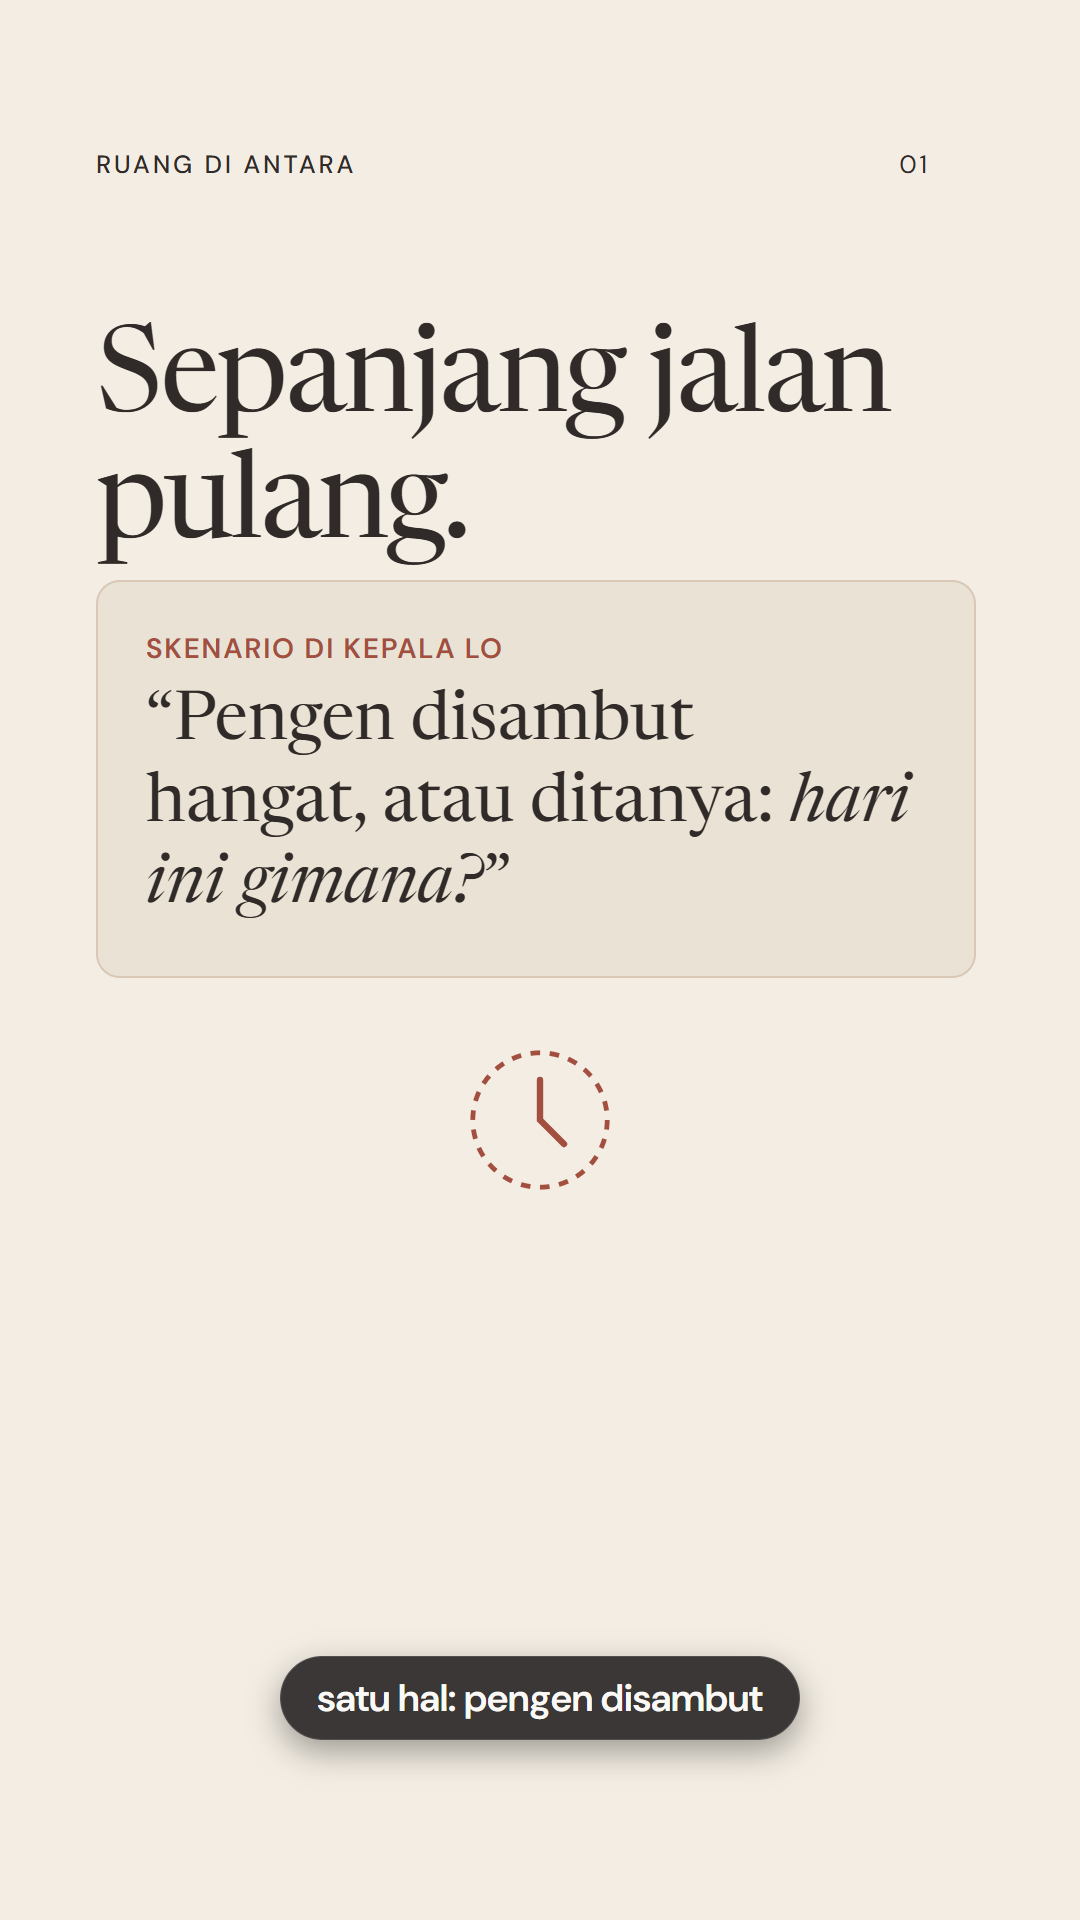 RUANG DI ANTARA
01
Sepanjang jalan
pulang.
SKENARIO DI KEPALA LO
“Pengen disambut
hangat, atau ditanya: hari
ini gimana?”
satu hal: pengen disambut